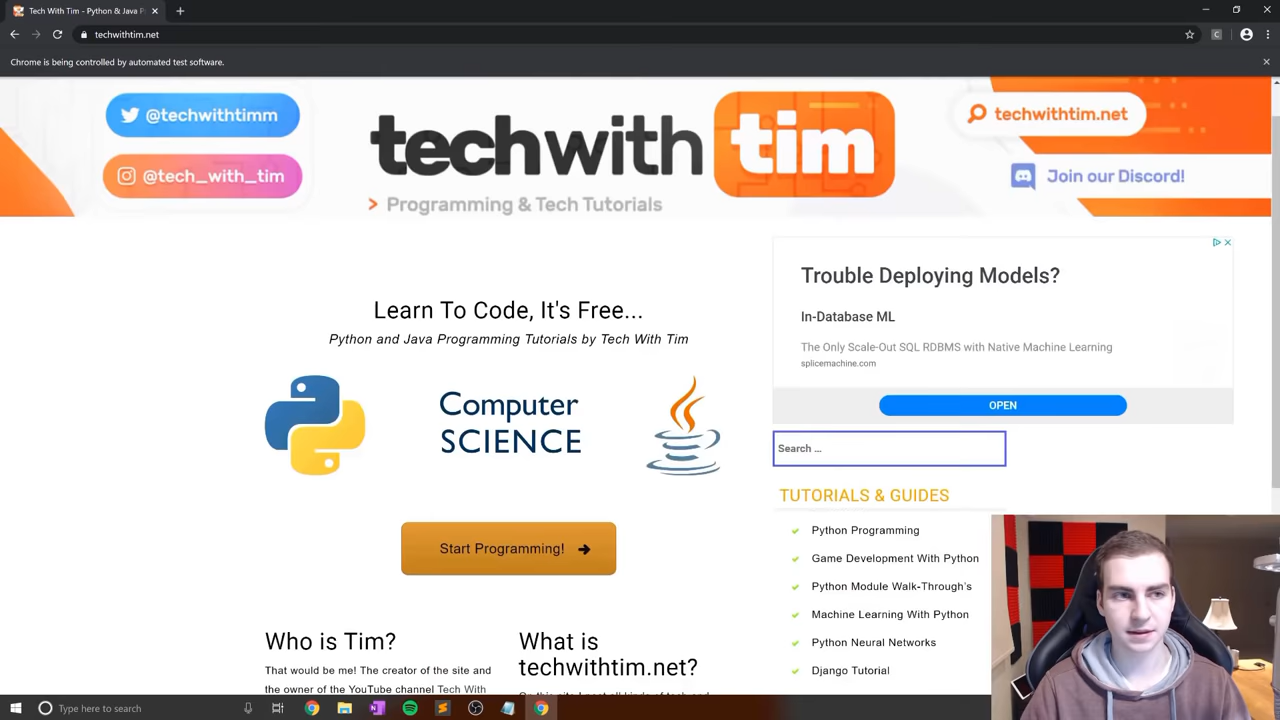 Tech With Tim - Python & Java P
techwithtim.net
Chrome is being controlled by automated test software.
@techwithtimm
@tech_with_tim
techwith tim
> Programming & Tech Tutorials
techwithtim.net
Join our Discord!
Learn To Code, It's Free...
Python and Java Programming Tutorials by Tech With Tim
Computer
SCIENCE
Start Programming!
Who is Tim?
That would be me! The creator of the site and
the owner of the YouTube channel Tech With
What is
techwithtim.net?
Trouble Deploying Models?
In-Database ML
The Only Scale-Out SQL RDBMS with Native Machine Learning
splicemachine.com
OPEN
Search ...
TUTORIALS & GUIDES
Python Programming
Game Development With Python
Python Module Walk-Through's
Machine Learning With Python
Python Neural Networks
Django Tutorial
Type here to search